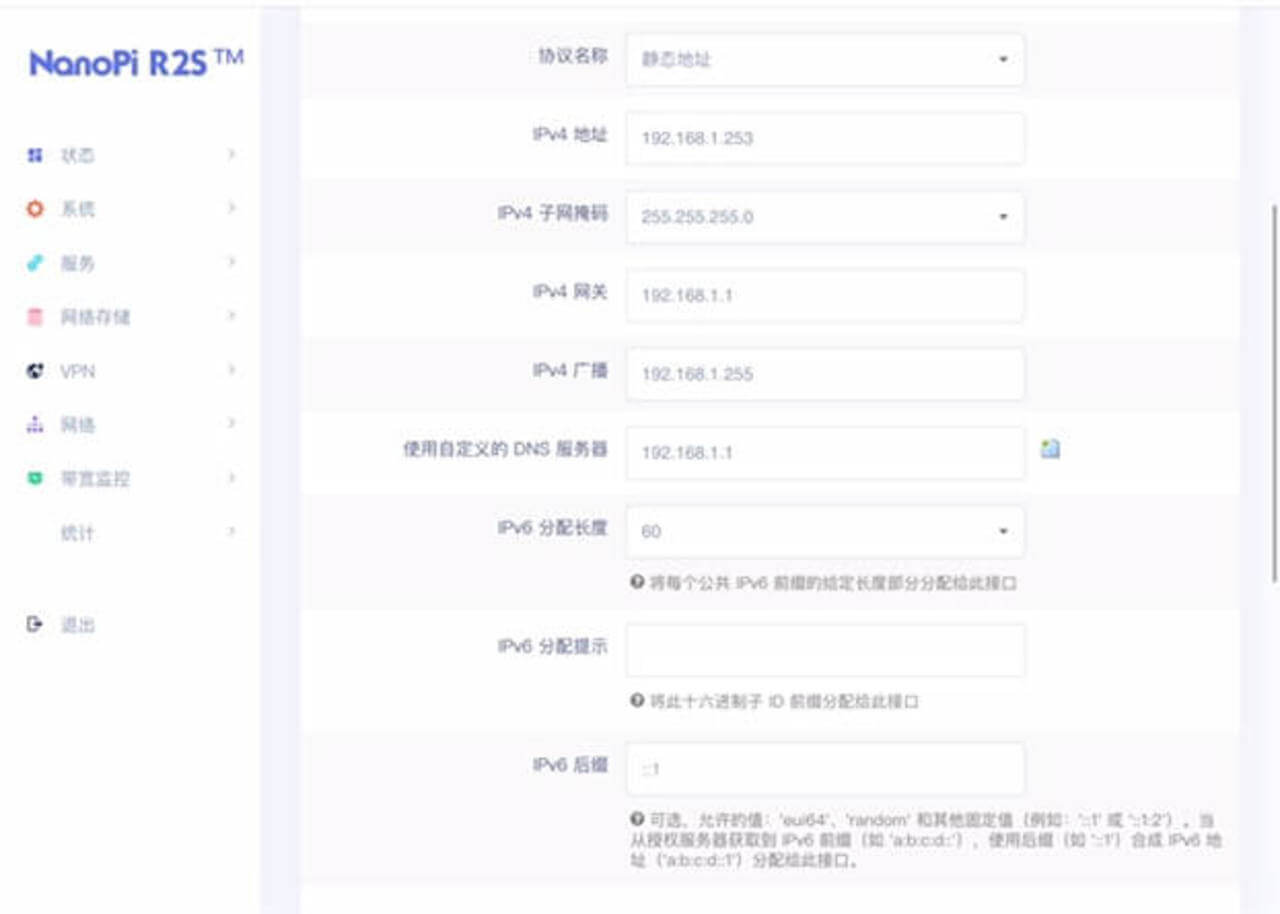 NanoPi R2S™
状态
系统
服务
网络存储
VPN
网络
带宽监控
统计
退出
协议名称 静态地址
IPv4 地址 192.168.1.253
IPv4 子网掩码 255.255.255.0
IPv4 网关 192.168.1.1
IPv4 广播 192.168.1.255
使用自定义的 DNS 服务器 192.168.1.1
IPv6 分配长度 60
将每个公共 IPv6 前缀的给定长度部分分配给此接口
IPv6 分配提示
将此十六进制子 ID 前缀分配给此接口
IPv6 后缀 ::1
可选。允许的值：'eui64'、'random' 和其他固定值（例如：'::1' 或 '::1:2'）。当
从授权服务器获取到 IPv6 前缀（如 'a:b:c:d::'），使用后缀（如 '::1'）合成 IPv6 地
址（'a:b:c:d::1'）分配给此接口。